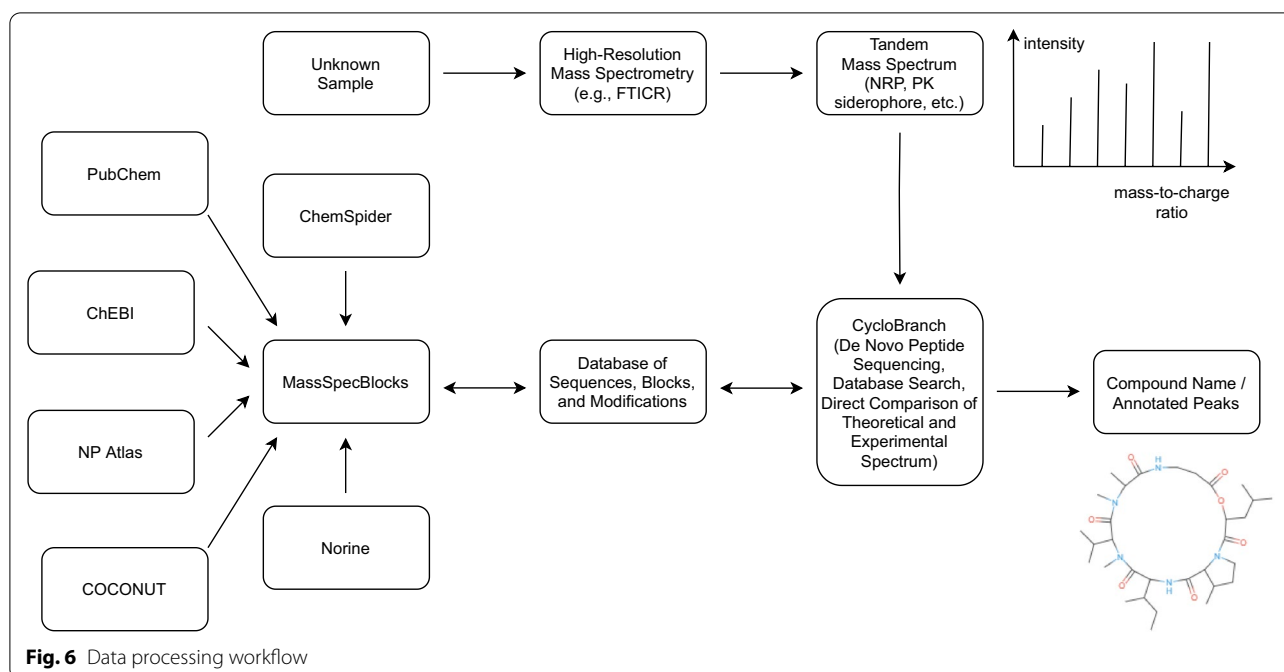 Unknown
Sample
High-Resolution
Mass Spectrometry
(e.g., FTICR)
Tandem
Mass Spectrum
(NRP, PK
siderophore, etc.)
intensity
mass-to-charge
ratio
PubChem
ChemSpider
ChEBI
MassSpecBlocks
Database of
Sequences, Blocks,
and Modifications
CycloBranch
(De Novo Peptide
Sequencing,
Database Search,
Direct Comparison of
Theoretical and
Experimental
Spectrum)
Compound Name /
Annotated Peaks
NP Atlas
Norine
COCONUT
O
O
N
H
O
O
N
O
O
N
N
O
N
H
O
Fig. 6 Data processing workflow